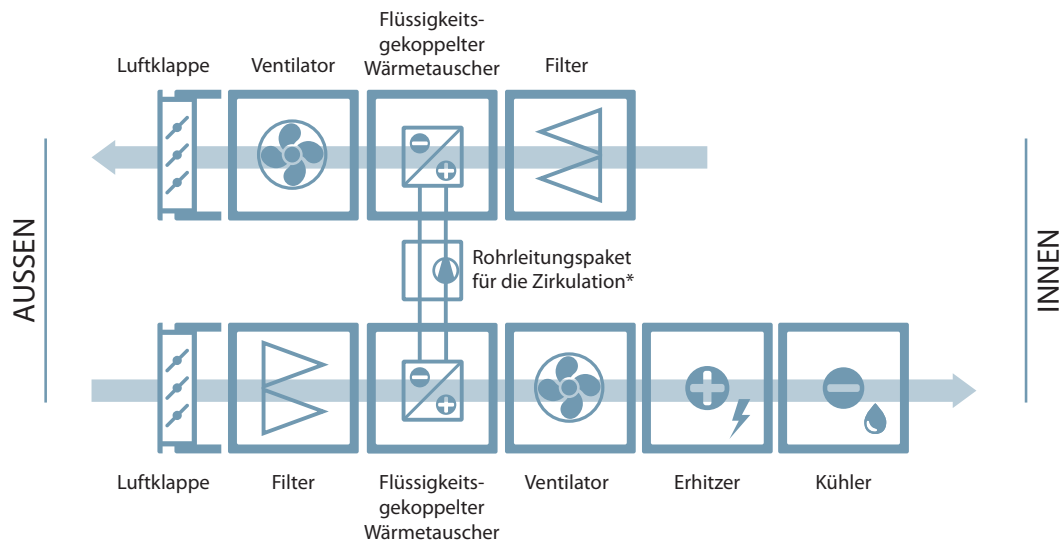 Luftklappe
Ventilator
Flüssigkeits-
gekoppelter
Wärmetauscher
Filter
AUSSEN
INNEN
Rohrleitungspaket
für die Zirkulation*
Luftklappe
Filter
Flüssigkeits-
gekoppelter
Wärmetauscher
Ventilator
Erhitzer
Kühler